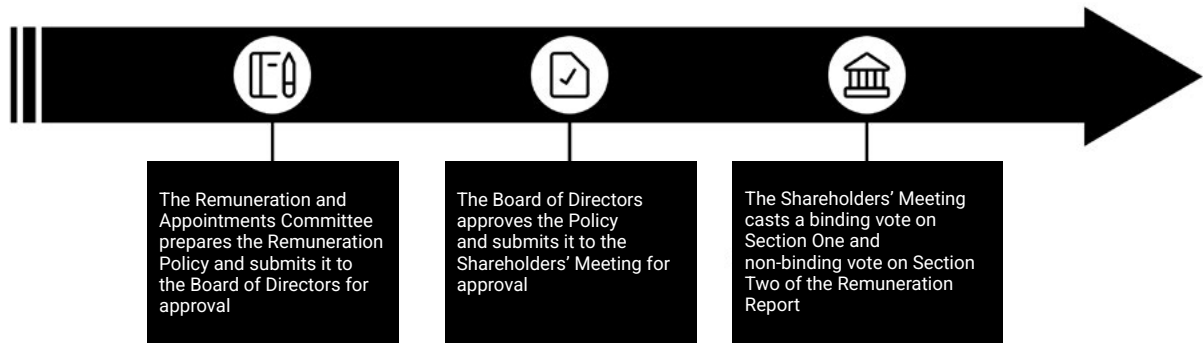 The Remuneration and
Appointments Committee
prepares the Remuneration
Policy and submits it to
the Board of Directors for
approval
The Board of Directors
approves the Policy
and submits it to the
Shareholders’ Meeting for
approval
The Shareholders’ Meeting
casts a binding vote on
Section One and
non-binding vote on Section
Two of the Remuneration
Report